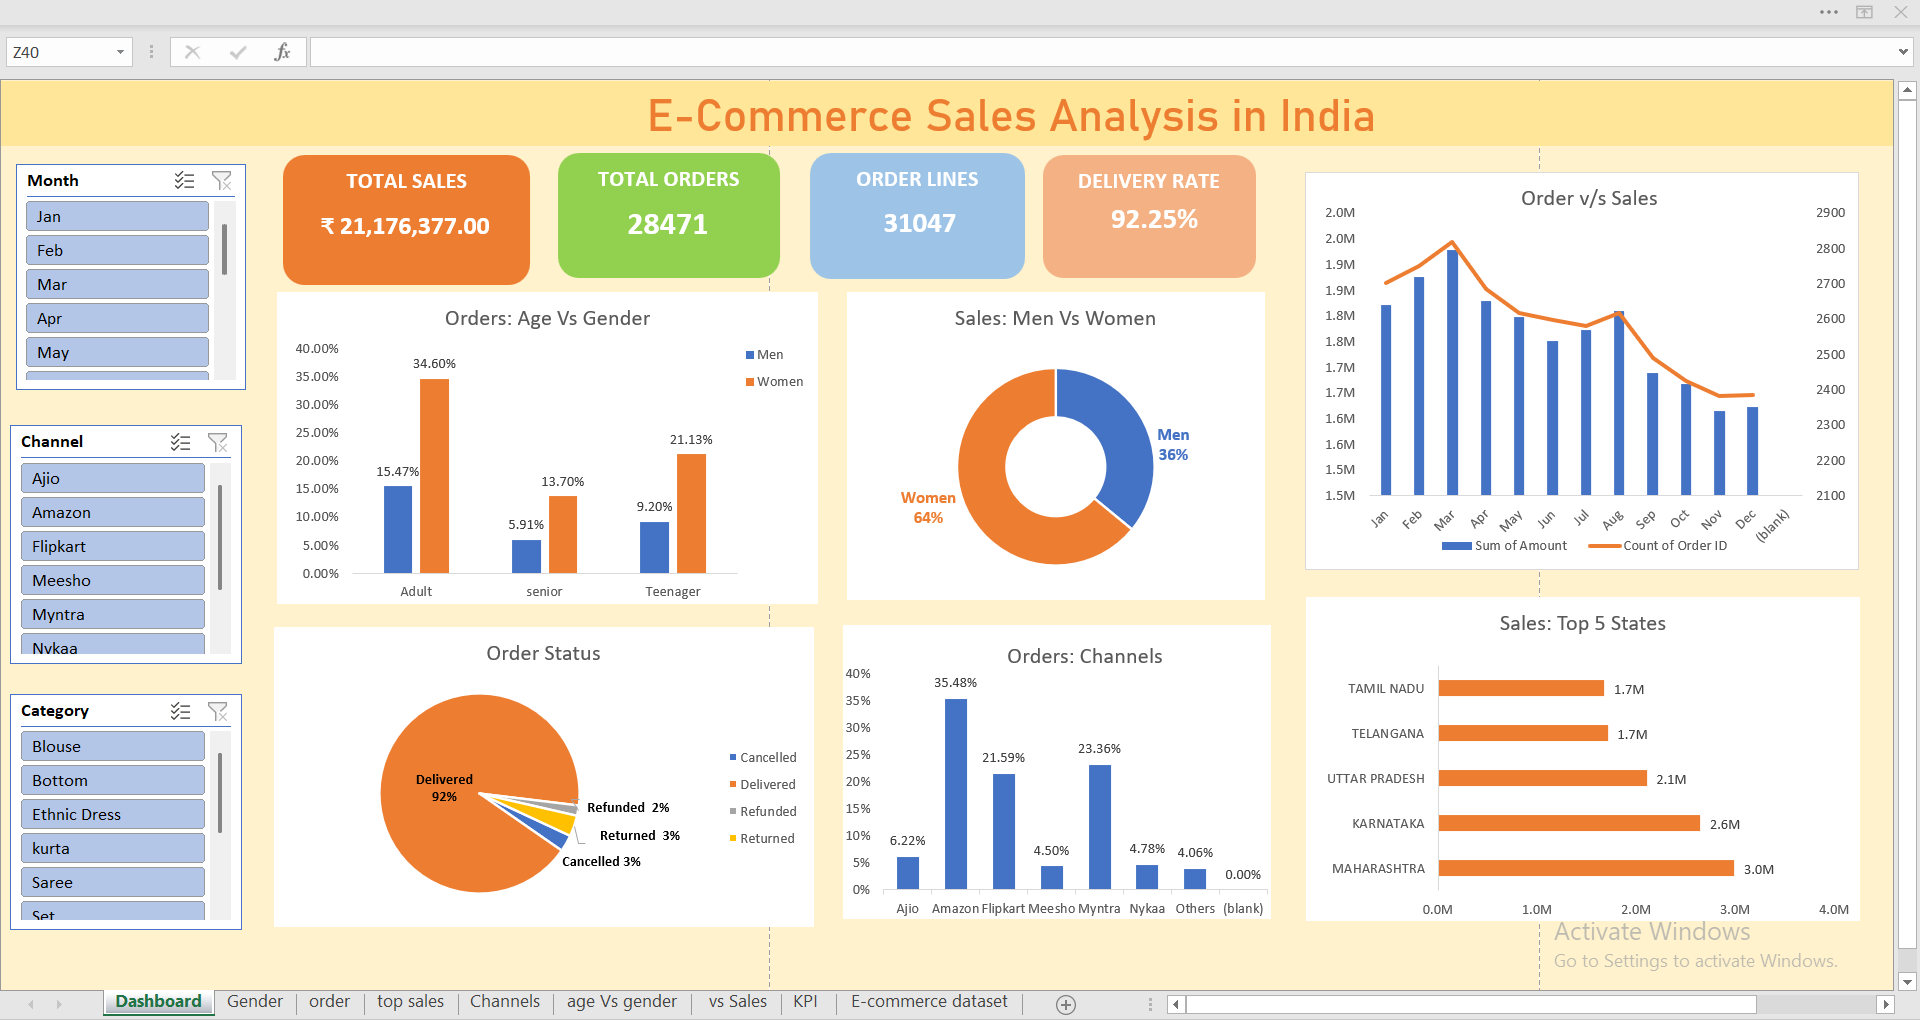 Z40
fx
E-Commerce Sales Analysis in India
Month
Jan
Feb
Mar
Apr
May
Channel
Ajio
Amazon
Flipkart
Meesho
Myntra
Nykaa
Category
Blouse
Bottom
Ethnic Dress
kurta
Saree
Set
TOTAL SALES
₹ 21,176,377.00
TOTAL ORDERS
28471
ORDER LINES
31047
DELIVERY RATE
92.25%
Orders: Age Vs Gender
40.00%
35.00%
30.00%
25.00%
20.00%
15.00%
10.00%
5.00%
0.00%
15.47%
34.60%
5.91%
13.70%
9.20%
21.13%
Adult
senior
Teenager
Men
Women
Sales: Men Vs Women
Men
36%
Women
64%
Order v/s Sales
2.0M
2.0M
1.9M
1.9M
1.8M
1.8M
1.7M
1.7M
1.6M
1.6M
1.5M
1.5M
2900
2800
2700
2600
2500
2400
2300
2200
2100
Jan
Feb
Mar
Apr
May
Jun
Jul
Aug
Sep
Oct
Nov
Dec
(blank)
Sum of Amount
Count of Order ID
Order Status
Delivered
92%
Refunded 2%
Returned 3%
Cancelled 3%
Cancelled
Delivered
Refunded
Returned
Orders: Channels
40%
35%
30%
25%
20%
15%
10%
5%
0%
6.22%
35.48%
21.59%
4.50%
23.36%
4.78%
4.06%
0.00%
Ajio
Amazon
Flipkart
Meesho
Myntra
Nykaa
Others
(blank)
Sales: Top 5 States
TAMIL NADU
1.7M
TELANGANA
1.7M
UTTAR PRADESH
2.1M
KARNATAKA
2.6M
MAHARASHTRA
3.0M
0.0M
1.0M
2.0M
3.0M
4.0M
Activate Windows
Go to Settings to activate Windows.
Dashboard
Gender
order
top sales
Channels
age Vs gender
vs Sales
KPI
E-commerce dataset